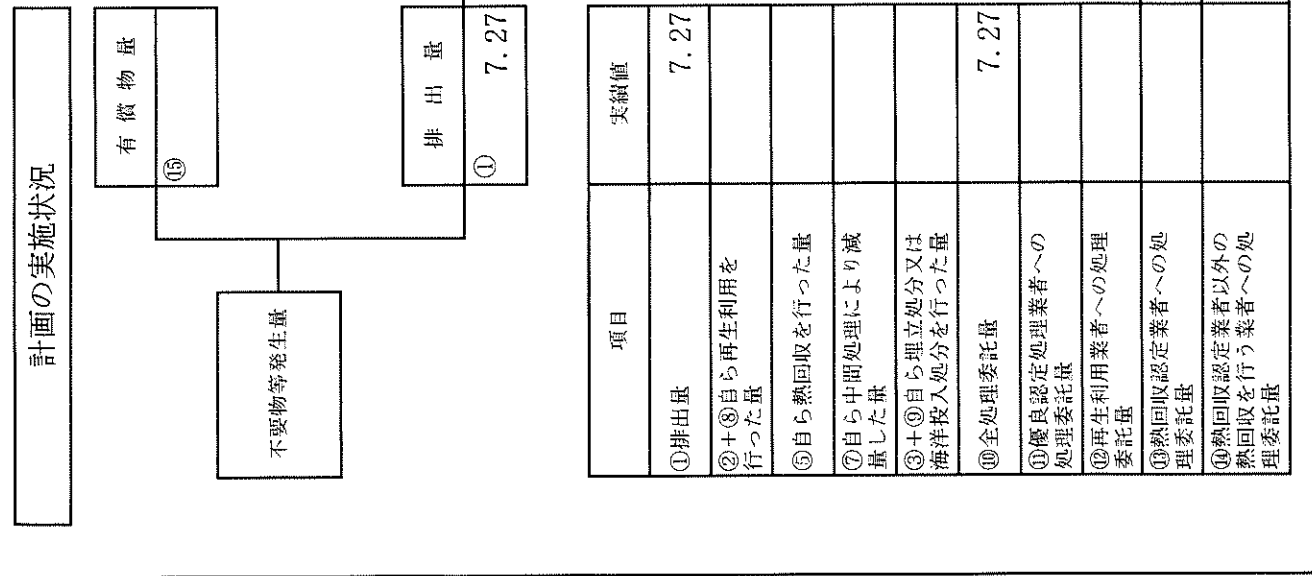 計画の実施状況
有償物量
⑮
不要物等発生量
排出量
① 7.27
項目 実績値
①排出量 7.27
②+⑧自ら再生利用を
行った量
⑤自ら熱回収を行った量
⑦自ら中間処理により減
量した量
③+⑨自ら埋立処分又は
海洋投入処分を行った量
⑩全処理委託量 7.27
⑪優良認定処理業者への
処理委託量
⑫再生利用業者への処理
委託量
⑬熱回収認定業者への処
理委託量
⑭熱回収認定業者以外の
熱回収を行う業者への処
理委託量